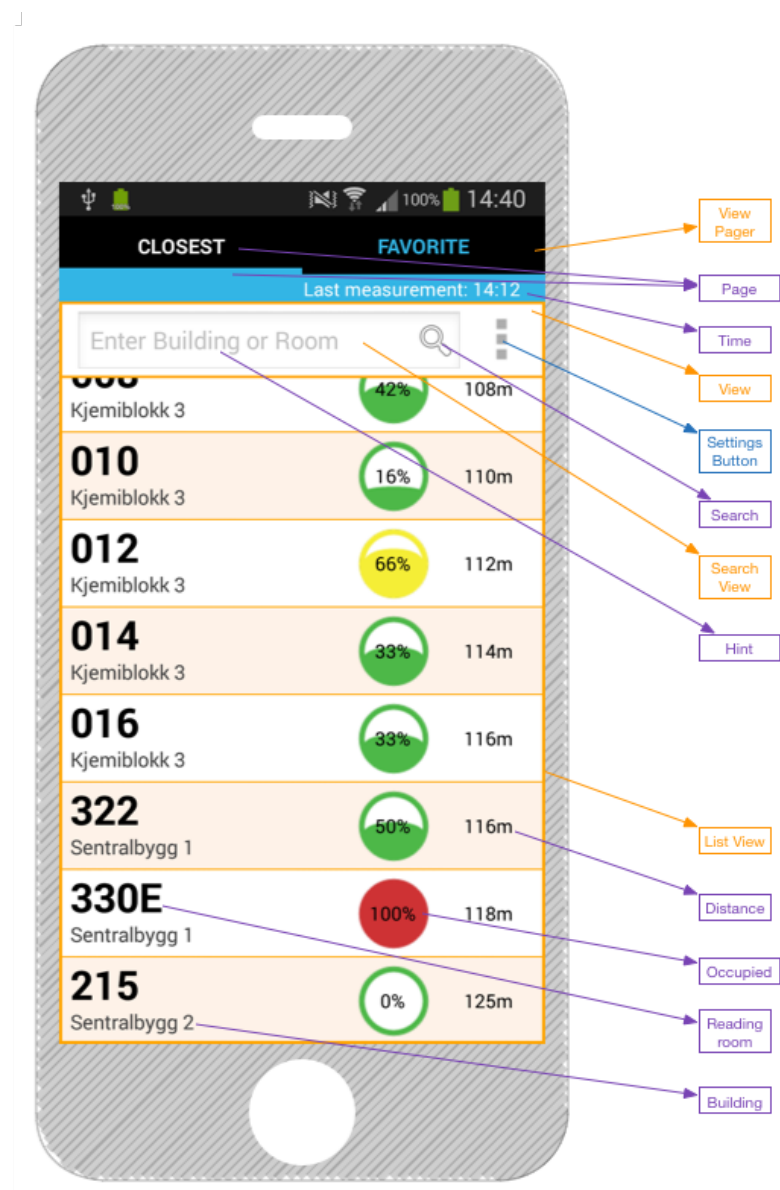 100% 14:40
100%
CLOSEST FAVORITE
Last measurement: 14:12
Enter Building or Room
42% 108m
Kjemiblokk 3
010
16% 110m
Kjemiblokk 3
012
66% 112m
Kjemiblokk 3
014
33% 114m
Kjemiblokk 3
016
33% 116m
Kjemiblokk 3
322
50% 116m
Sentralbygg 1
330E
100% 118m
Sentralbygg 1
215
0% 125m
Sentralbygg 2
View
Pager
Page
Time
View
Settings
Button
Search
Search
View
Hint
List View
Distance
Occupied
Reading
room
Building